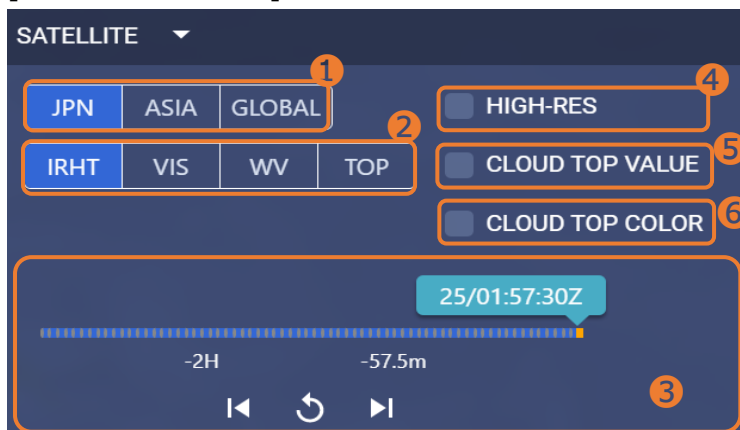 SATELLITE
1
JPN ASIA GLOBAL
4
HIGH-RES
2
IRHT VIS WV TOP
5
CLOUD TOP VALUE
6
CLOUD TOP COLOR
25/01:57:30Z
-2H -57.5m
3